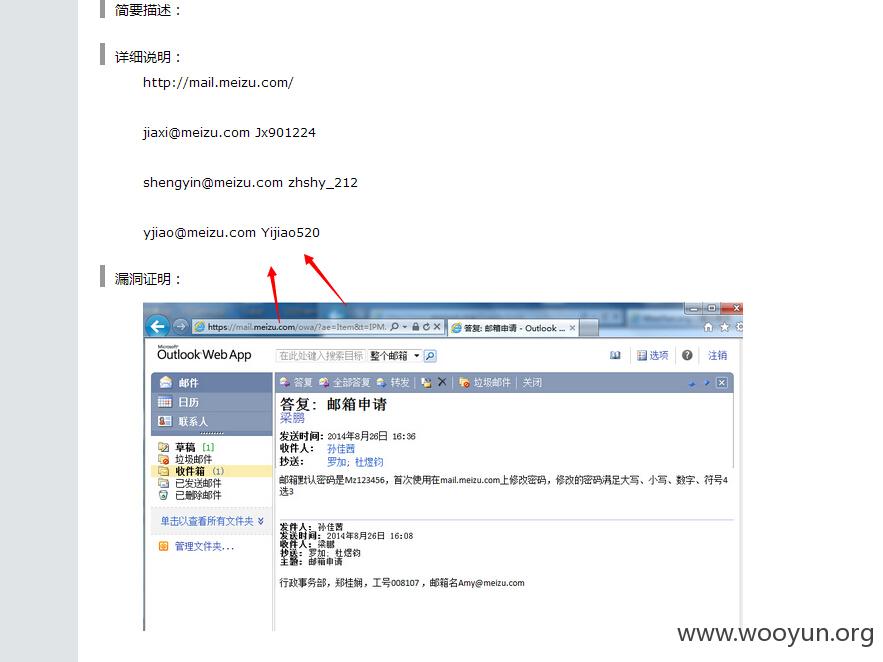 简要描述：
详细说明：
http://mail.meizu.com/
jiaxi@meizu.com Jx901224
shengyin@meizu.com zhshy_212
yjiao@meizu.com Yijiao520
漏洞证明：
https://mail.meizu.com/owa/?ae=Item&t=IPM.
答复: 邮箱申请 - Outlook ...
Microsoft
Outlook Web App
在此处键入搜索目标 整个邮箱
选项
注销
邮件
日历
联系人
草稿 [1]
垃圾邮件
收件箱 (1)
已发送邮件
已删除邮件
单击以查看所有文件夹
管理文件夹...
答复 全部答复 转发 垃圾邮件 关闭
答复: 邮箱申请
梁鹏
发送时间: 2014年8月26日 16:36
收件人: 孙佳茜
抄送: 罗加; 杜煜钧
邮箱默认密码是Mz123456，首次使用在mail.meizu.com上修改密码，修改的密码满足大写、小写、数字、符号4
选3
发件人: 孙佳茜
发送时间: 2014年8月26日 16:08
收件人: 梁鹏
抄送: 罗加; 杜煜钧
主题: 邮箱申请
行政事务部，郑桂娴，工号008107，邮箱名Amy@meizu.com
www.wooyun.org